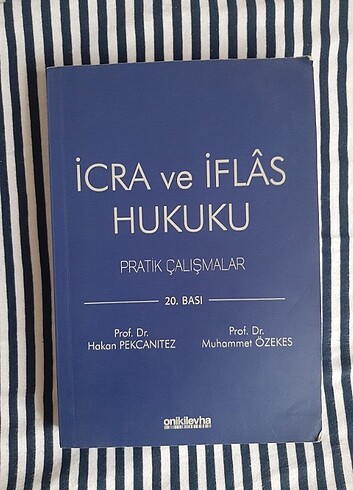 İCRA ve İFLÂS
HUKUKU
PRATİK ÇALIŞMALAR
20. BASI
Prof. Dr.
Hakan PEKCANITEZ
Prof. Dr.
Muhammet ÖZEKES
onikilevha